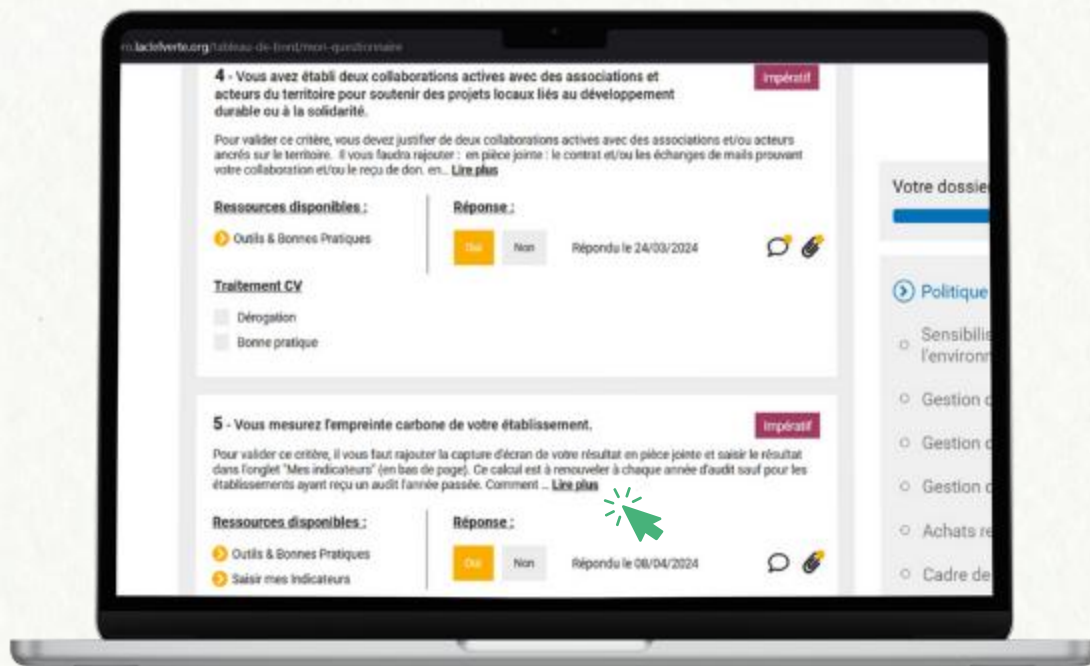 laclefverte.org/tableau-de-bord/mon-questionnaire
4 - Vous avez établi deux collaborations actives avec des associations et
acteurs du territoire pour soutenir des projets locaux liés au développement
durable ou à la solidarité.
Impératif
Pour valider ce critère, vous devez justifier de deux collaborations actives avec des associations et/ou acteurs
ancrés sur le territoire. Il vous faudra rajouter : en pièce jointe : le contrat et/ou les échanges de mails prouvant
votre collaboration et/ou le reçu de don. en... Lire plus
Ressources disponibles :
Outils & Bonnes Pratiques
Réponse :
Oui
Non
Répondu le 24/03/2024
Traitement CV
Dérogation
Bonne pratique
5 - Vous mesurez l'empreinte carbone de votre établissement.
Impératif
Pour valider ce critère, il vous faut rajouter la capture d'écran de votre résultat en pièce jointe et saisir le résultat
dans l'onglet "Mes indicateurs" (en bas de page). Ce calcul est à renouveler à chaque année d'audit sauf pour les
établissements ayant reçu un audit l'année passée. Comment ... Lire plus
Ressources disponibles :
Outils & Bonnes Pratiques
Saisir mes Indicateurs
Réponse :
Oui
Non
Répondu le 08/04/2024
Votre dossie
Politique
Sensibilis
l'environn
Gestion d
Gestion d
Gestion d
Achats re
Cadre de